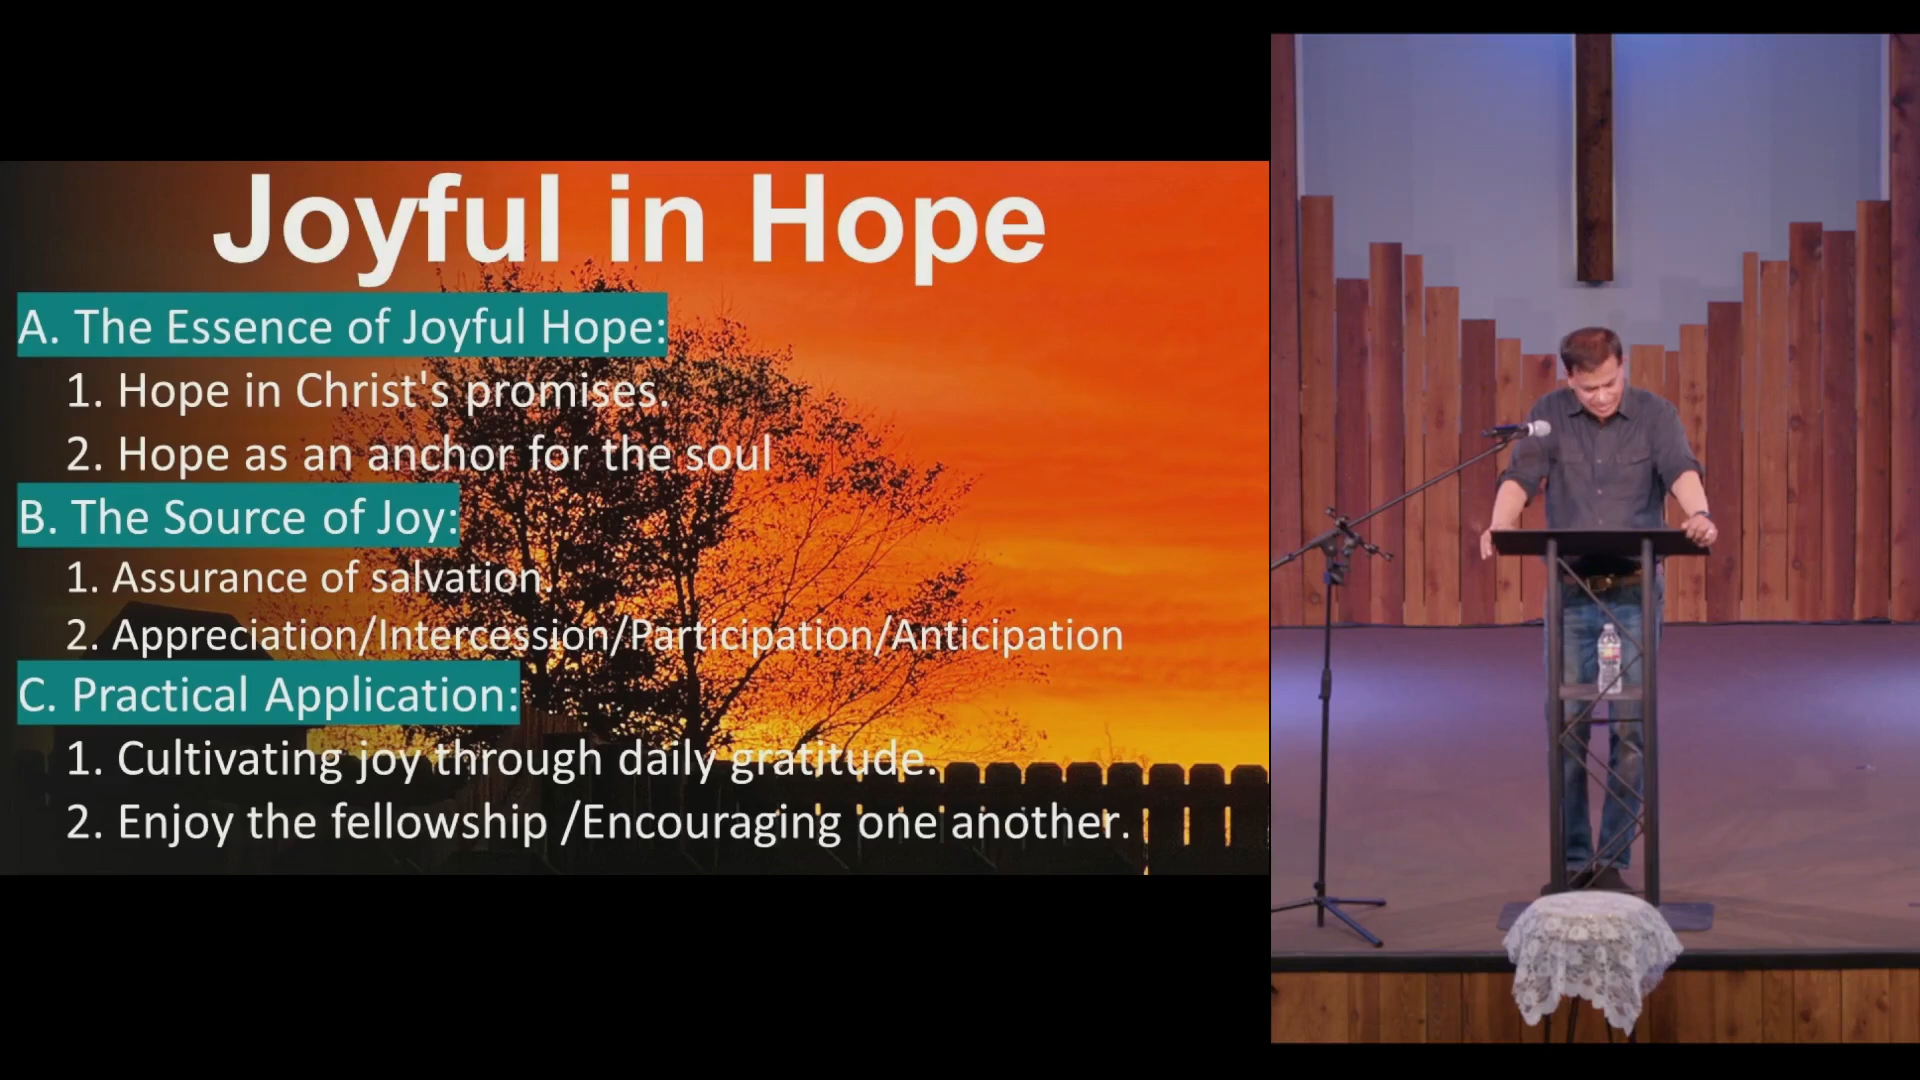 Joyful in Hope
A. The Essence of Joyful Hope:
1. Hope in Christ's promises.
2. Hope as an anchor for the soul
B. The Source of Joy:
1. Assurance of salvation.
2. Appreciation/Intercession/Participation/Anticipation
C. Practical Application:
1. Cultivating joy through daily gratitude.
2. Enjoy the fellowship /Encouraging one another.